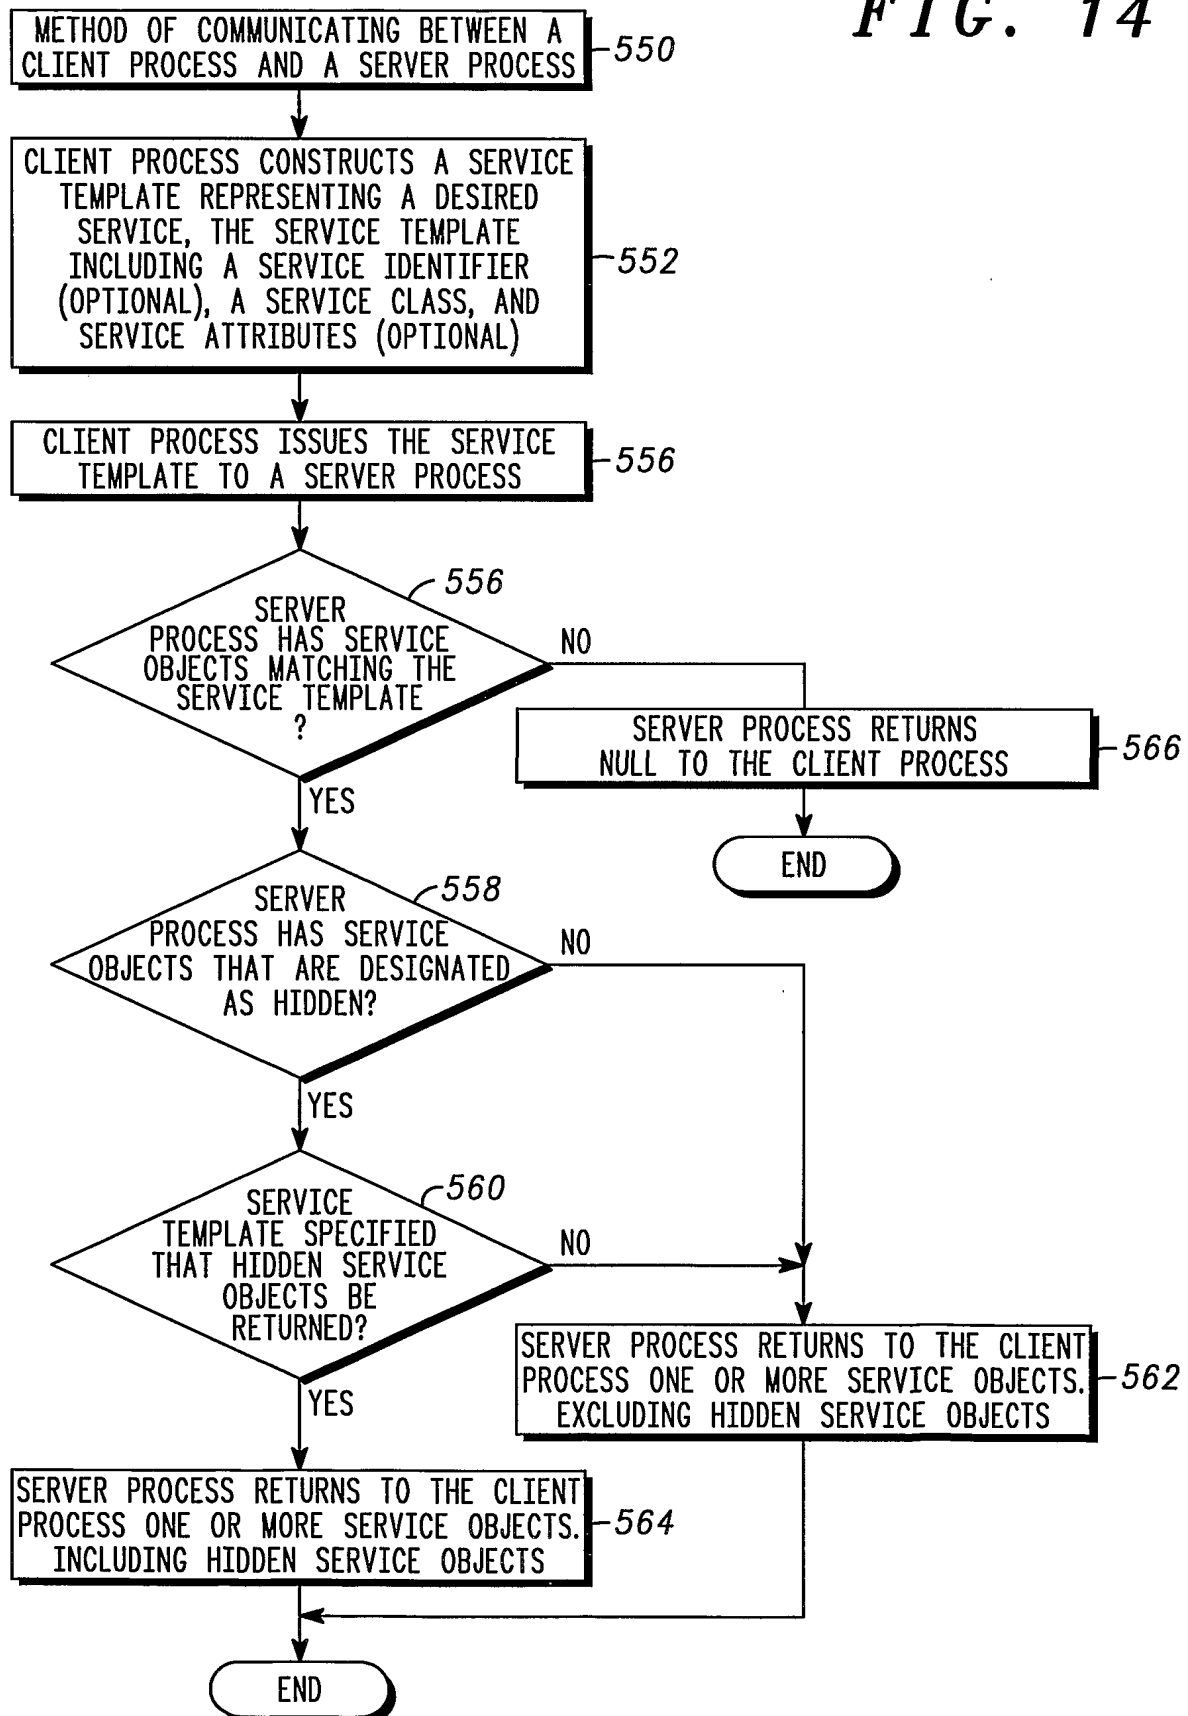 FIG. 14
METHOD OF COMMUNICATING BETWEEN A
CLIENT PROCESS AND A SERVER PROCESS
550
CLIENT PROCESS CONSTRUCTS A SERVICE
TEMPLATE REPRESENTING A DESIRED
SERVICE, THE SERVICE TEMPLATE
INCLUDING A SERVICE IDENTIFIER
(OPTIONAL), A SERVICE CLASS, AND
SERVICE ATTRIBUTES (OPTIONAL)
552
CLIENT PROCESS ISSUES THE SERVICE
TEMPLATE TO A SERVER PROCESS
556
SERVER
PROCESS HAS SERVICE
OBJECTS MATCHING THE
SERVICE TEMPLATE
?
556
NO
YES
SERVER PROCESS RETURNS
NULL TO THE CLIENT PROCESS
566
END
SERVER
PROCESS HAS SERVICE
OBJECTS THAT ARE DESIGNATED
AS HIDDEN?
558
NO
YES
SERVICE
TEMPLATE SPECIFIED
THAT HIDDEN SERVICE
OBJECTS BE
RETURNED?
560
NO
YES
SERVER PROCESS RETURNS TO THE CLIENT
PROCESS ONE OR MORE SERVICE OBJECTS.
EXCLUDING HIDDEN SERVICE OBJECTS
562
SERVER PROCESS RETURNS TO THE CLIENT
PROCESS ONE OR MORE SERVICE OBJECTS.
INCLUDING HIDDEN SERVICE OBJECTS
564
END